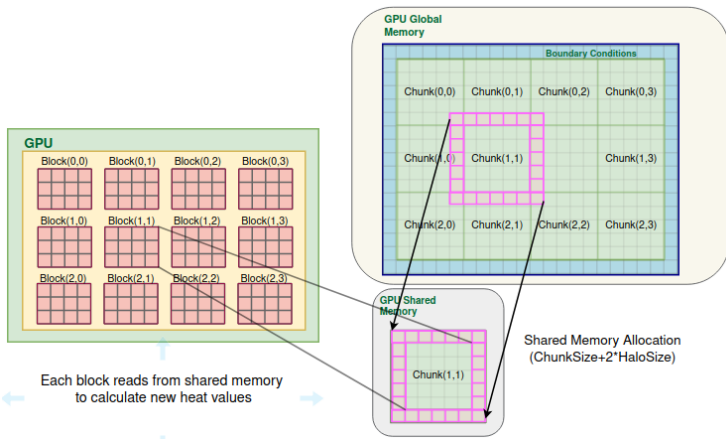 GPU Global
Memory
Boundary Conditions
Chunk(0,0)
Chunk(0,1)
Chunk(0,2)
Chunk(0,3)
Chunk(1,0)
Chunk(1,1)
Chunk(1,3)
Chunk(2,0)
Chunk(2,1)
Chunk(2,2)
Chunk(2,3)
GPU
Block(0,0)
Block(0,1)
Block(0,2)
Block(0,3)
Block(1,0)
Block(1,1)
Block(1,2)
Block(1,3)
Block(2,0)
Block(2,1)
Block(2,2)
Block(2,3)
Each block reads from shared memory
to calculate new heat values
GPU Shared
Memory
Chunk(1,1)
Shared Memory Allocation
(ChunkSize+2*HaloSize)